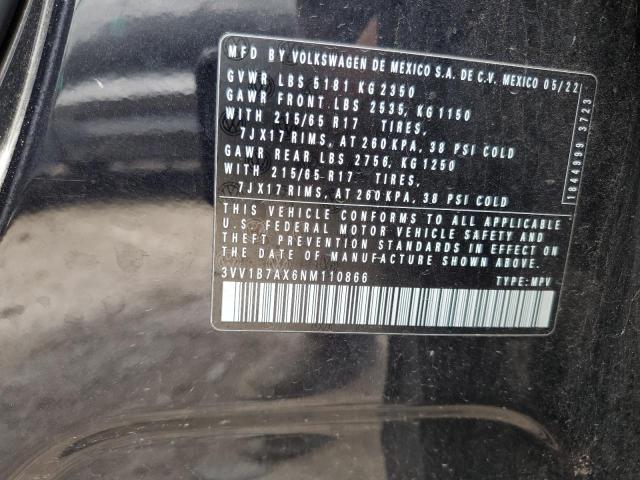 MFD BY VOLKSWAGEN DE MEXICO S.A. DE C.V. MEXICO 05/22
GVWR LBS 5181 KG 2350
GAWR FRONT LBS 2535, KG 1150
WITH 215/65 R17 TIRES,
7JX17 RIMS, AT 260 KPA, 38 PSI COLD
GAWR REAR LBS 2756, KG 1250
WITH 215/65-R17 TIRES,
7JX17 RIMS, AT 260 KPA, 38 PSI COLD
THIS VEHICLE CONFORMS TO ALL APPLICABLE
U.S FEDERAL MOTOR VEHICLE SAFETY AND
THEFT PREVENTION STANDARDS IN EFFECT ON
THE DATE OF MANUFACTURE SHOWN ABOVE
3VV1B7AX6NM110866 TYPE: MPV
1844999 3723